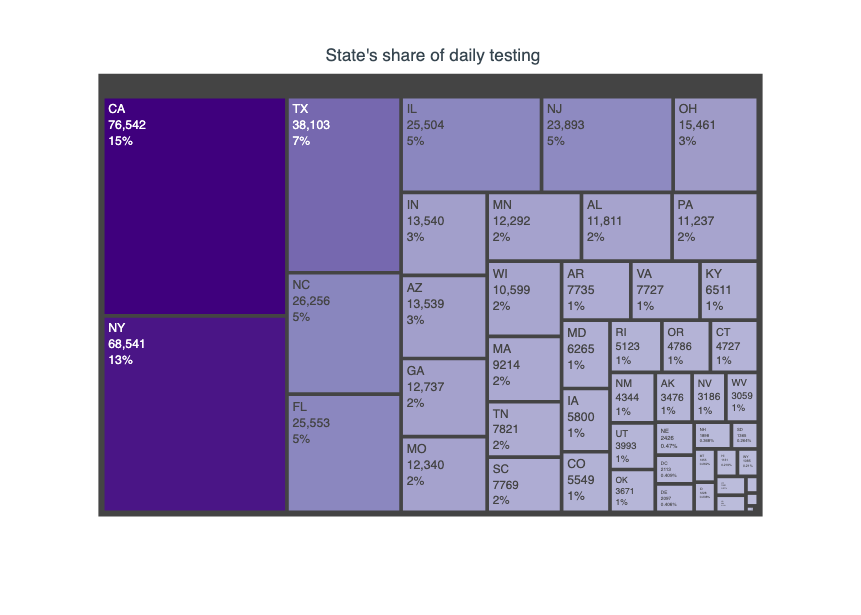 State's share of daily testing
CA
76,542
15%
NY
68,541
13%
TX
38,103
7%
NC
26,256
5%
FL
25,553
5%
IL
25,504
5%
NJ
23,893
5%
OH
15,461
3%
IN
13,540
3%
AZ
13,539
3%
GA
12,737
2%
MO
12,340
2%
MN
12,292
2%
AL
11,811
2%
PA
11,237
2%
WI
10,599
2%
MA
9214
2%
TN
7821
2%
SC
7769
2%
AR
7735
1%
VA
7727
1%
KY
6511
1%
MD
6265
1%
IA
5800
1%
CO
5549
1%
RI
5123
1%
OR
4786
1%
CT
4727
1%
NM
4344
1%
UT
3993
1%
OK
3671
1%
AK
3476
1%
NV
3186
1%
WV
3059
1%
NE
2426
0.47%
DC
DE
NH
SD